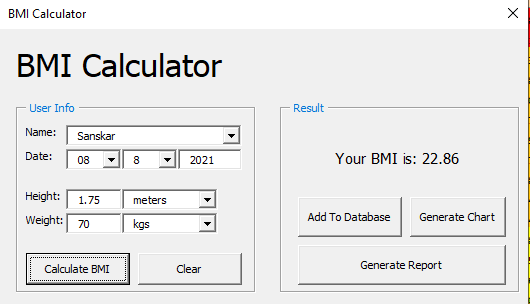 BMI Calculator
BMI Calculator
User Info
Name: Sanskar
Date: 08 8 2021
Height: 1.75 meters
Weight: 70 kgs
Calculate BMI Clear
Result
Your BMI is: 22.86
Add To Database Generate Chart
Generate Report